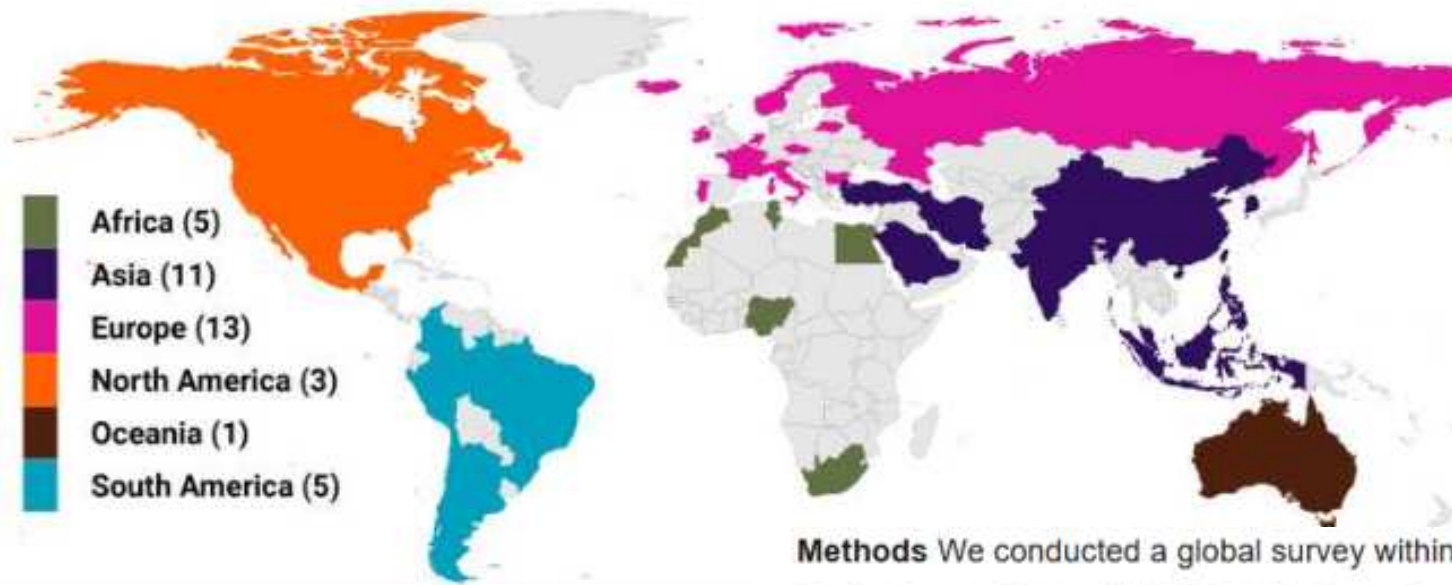 Africa (5)
Asia (11)
Europe (13)
North America (3)
Oceania (1)
South America (5)
Methods We conducted a global survey within